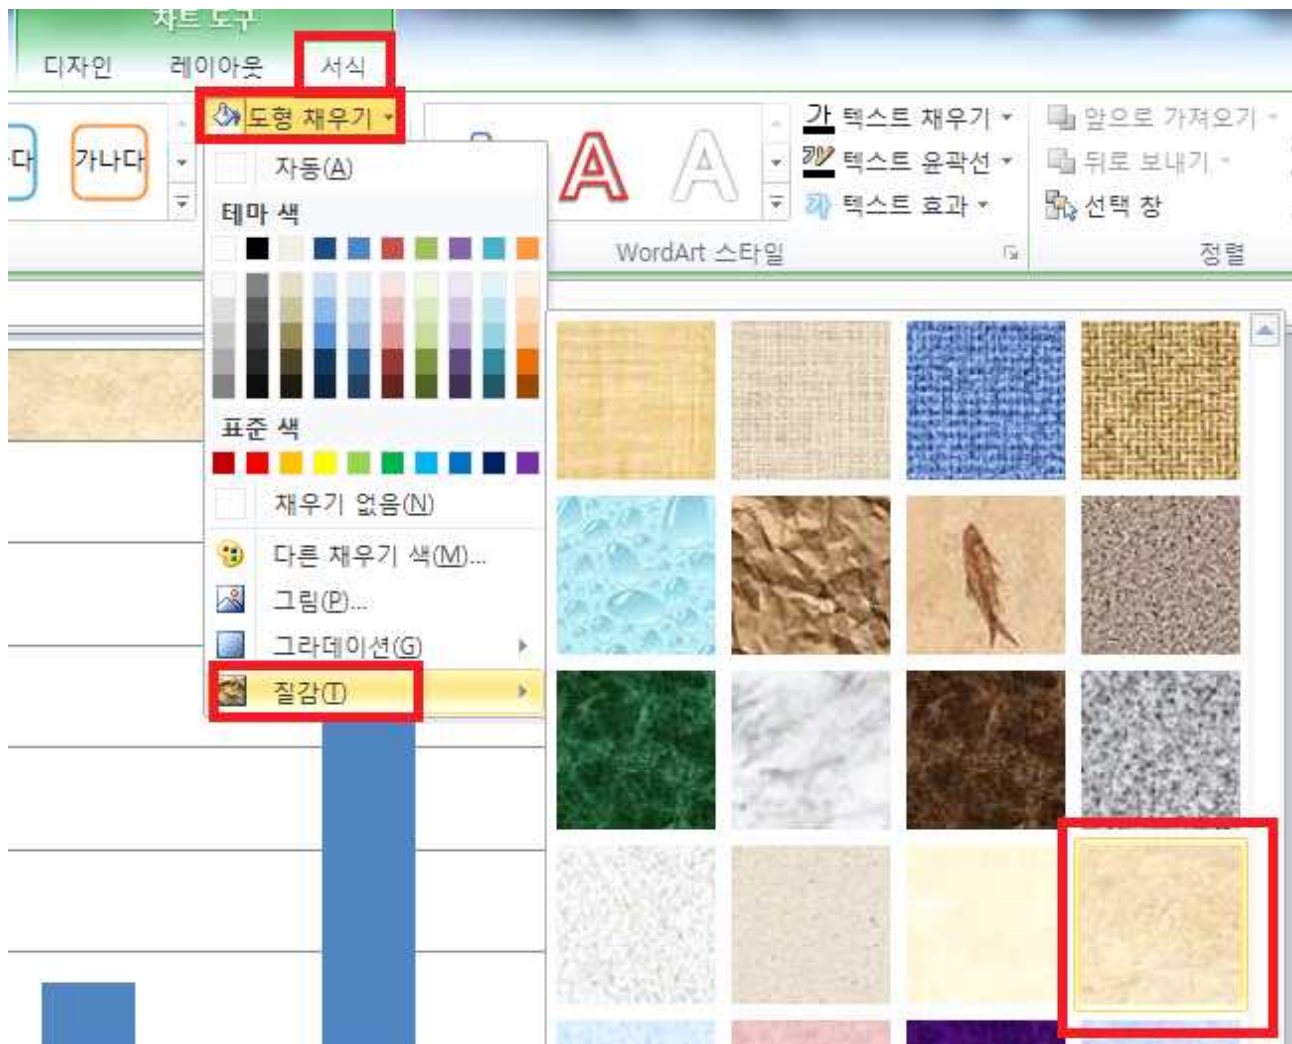 차트 도구
디자인 레이아웃 서식
다 가나다
도형 채우기
텍스트 채우기
텍스트 윤곽선
텍스트 효과
WordArt 스타일
앞으로 가져오기
뒤로 보내기
선택 창
정렬
자동(A)
테마 색
표준 색
채우기 없음(N)
다른 채우기 색(M)...
그림(P)...
그라데이션(G)
질감(T)